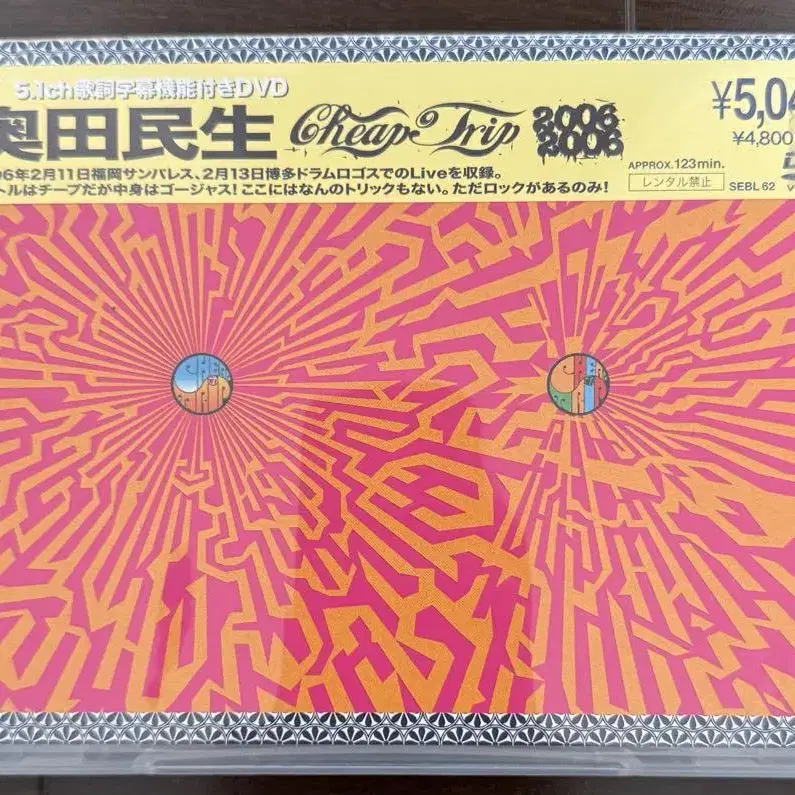 5.1ch歌詞字幕機能付きDVD
奥田民生 Cheap Trip 2006 2006
¥5,04
¥4,800
6年2月11日福岡サンパレス、2月13日博多ドラムロゴスでのLiveを収録。
トルはチープだが中身はゴージャス!ここにはなんのトリックもない。ただロックがあるのみ!
APPROX.123min.
レンタル禁止
SEBL 62